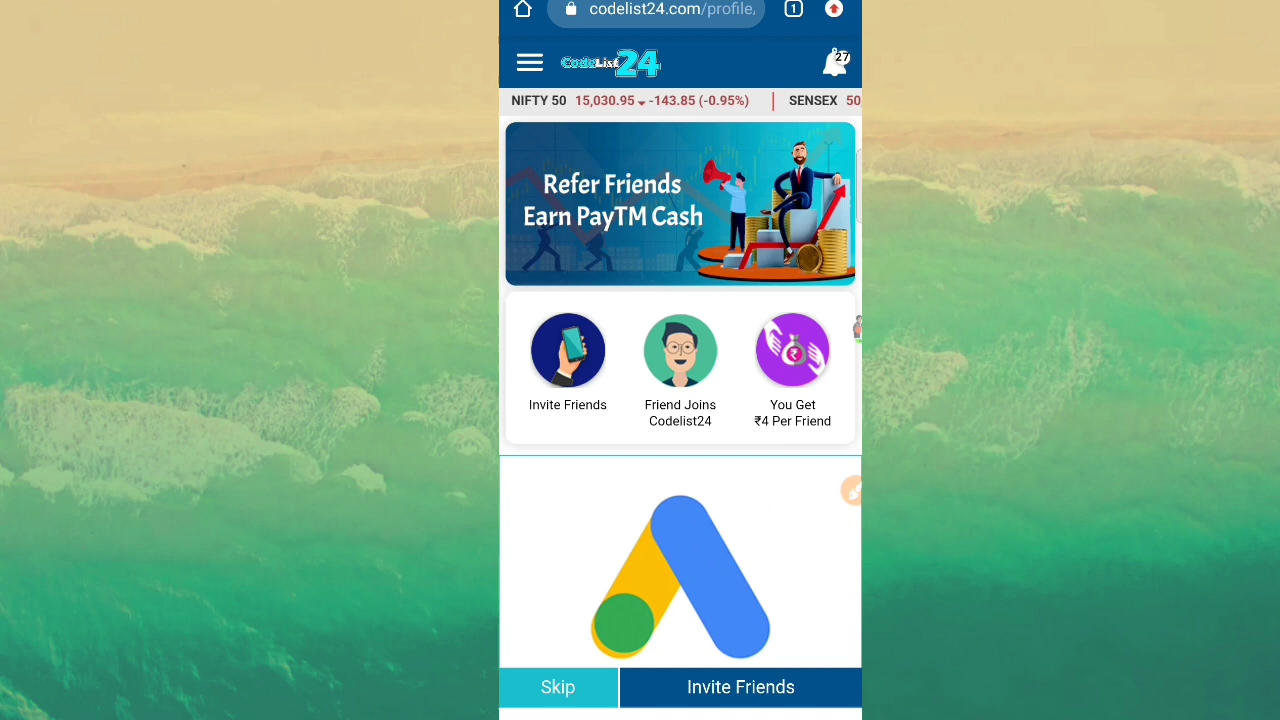 codelist24.com/profile,
1
CodeList24
27
NIFTY 50 15,030.95 -143.85 (-0.95%) SENSEX 50,
Refer Friends
Earn PayTM Cash
Invite Friends
Friend Joins
Codelist24
You Get
₹4 Per Friend
Skip
Invite Friends